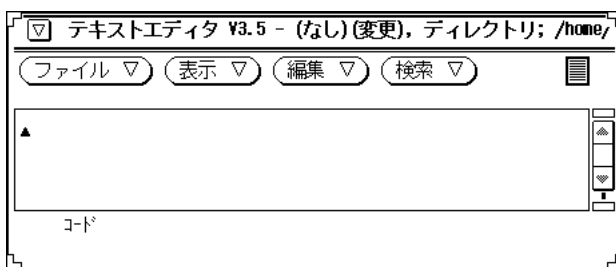 テキストエディタ V3.5 - (なし)(変更), ディレクトリ; /home/
ファイル 表示 編集 検索
ｺｰﾄﾞ